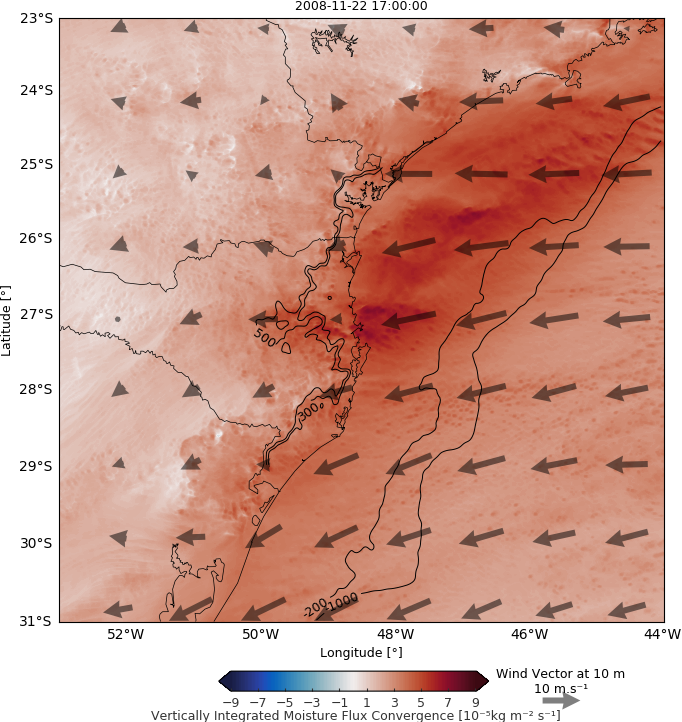 2008-11-22 17:00:00
23°S
24°S
25°S
26°S
27°S
28°S
29°S
30°S
31°S
Latitude [°]
500
300
-200
-1000
52°W 50°W 48°W 46°W 44°W
Longitude [°]
−9 −7 −5 −3 −1 1 3 5 7 9
Wind Vector at 10 m
10 m.s⁻¹
Vertically Integrated Moisture Flux Convergence [10⁻⁵kg m⁻² s⁻¹]